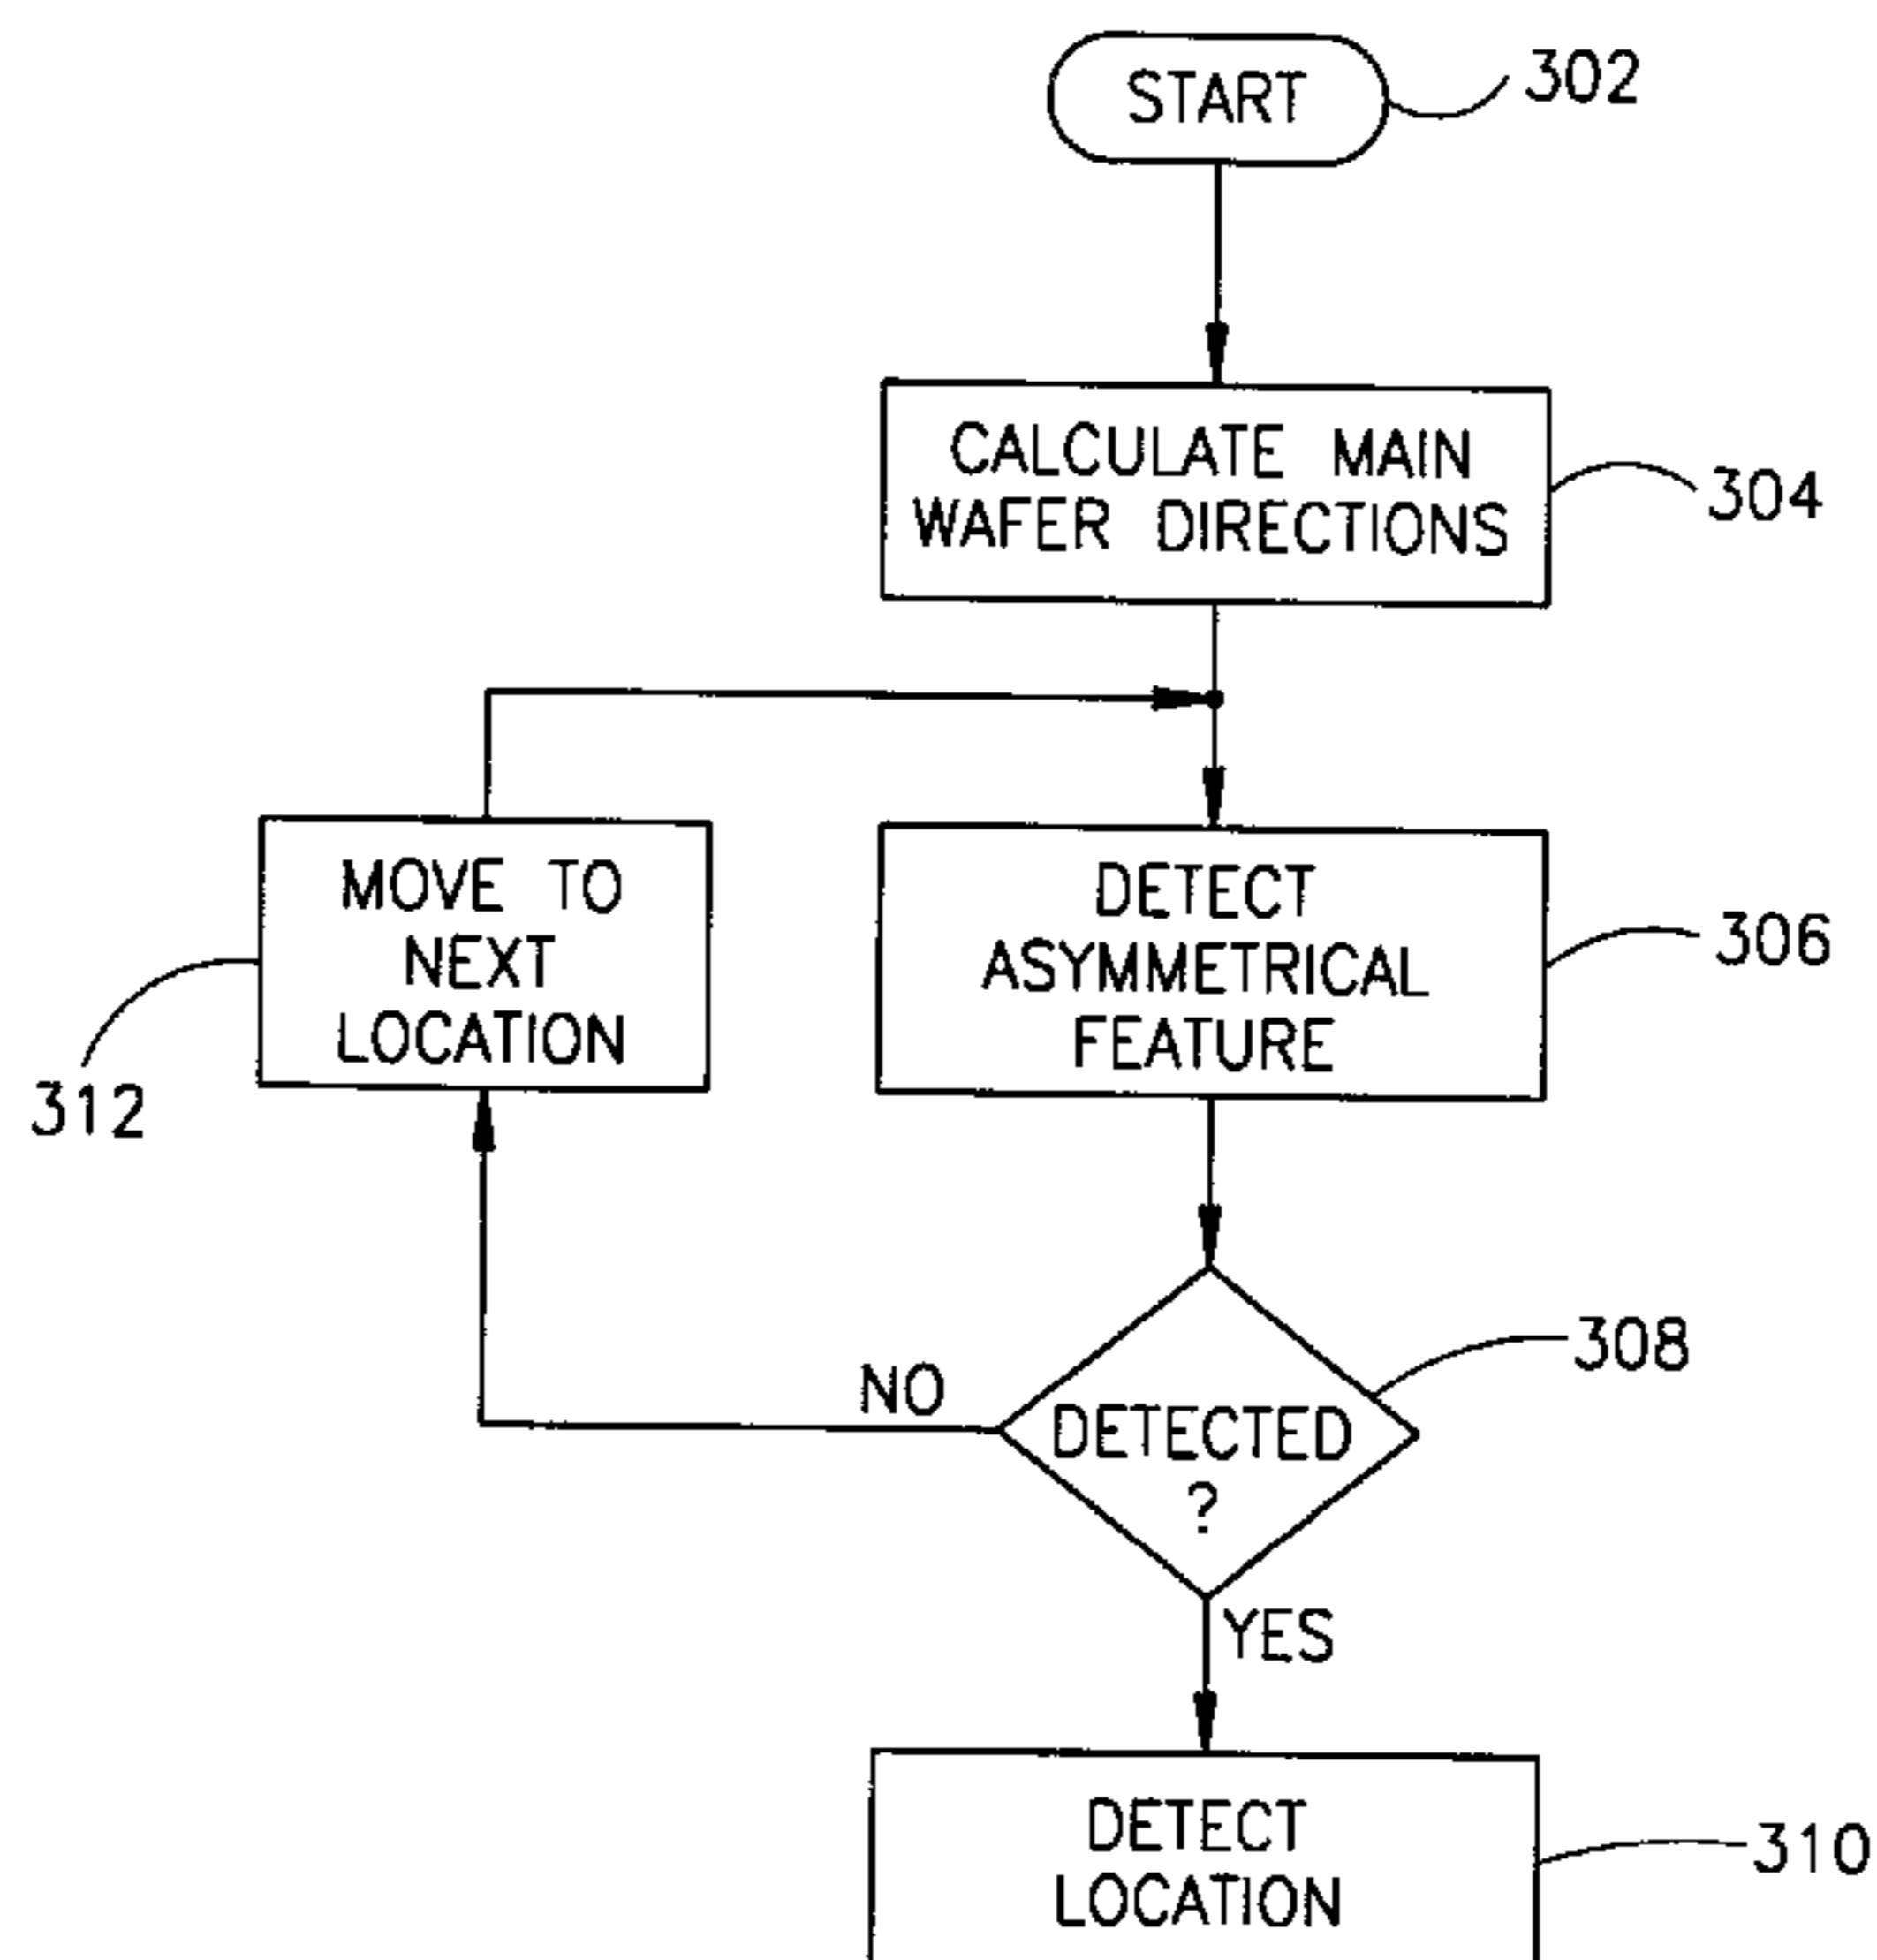 START
302
CALCULATE MAIN
WAFER DIRECTIONS
304
MOVE TO
NEXT
LOCATION
312
DETECT
ASYMMETRICAL
FEATURE
306
NO
DETECTED
?
308
YES
DETECT
LOCATION
310